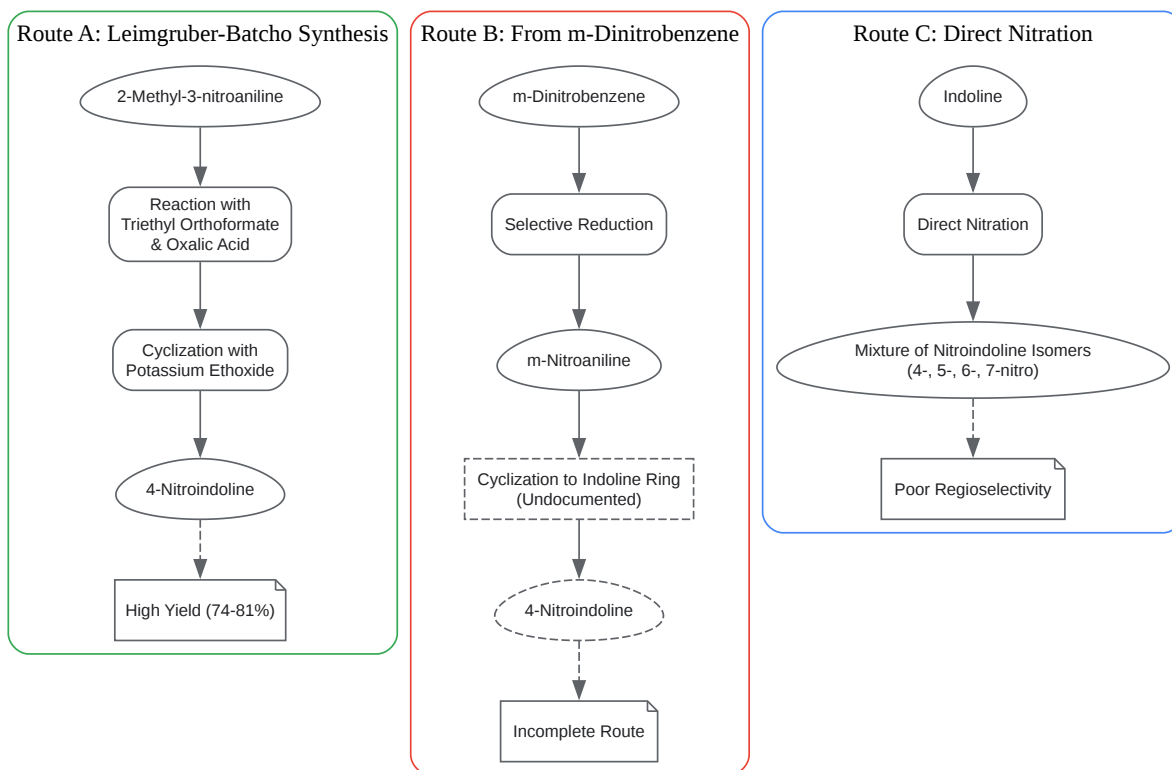 Route A: Leimgruber-Batcho Synthesis
2-Methyl-3-nitroaniline
Reaction with
Triethyl Orthoformate
& Oxalic Acid
Cyclization with
Potassium Ethoxide
4-Nitroindoline
High Yield (74-81%)
Route B: From m-Dinitrobenzene
m-Dinitrobenzene
Selective Reduction
m-Nitroaniline
Cyclization to Indoline Ring
(Undocumented)
4-Nitroindoline
Incomplete Route
Route C: Direct Nitration
Indoline
Direct Nitration
Mixture of Nitroindoline Isomers
(4-, 5-, 6-, 7-nitro)
Poor Regioselectivity